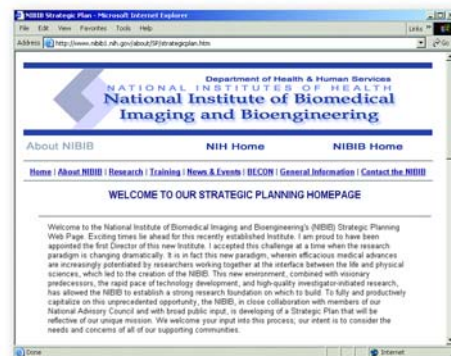 NIBIB Strategic Plan - Microsoft Internet Explorer
File Edit View Favorites Tools Help Links
Address http://www.nibib1.nih.gov/about/SP/strategicplan.htm Go
Department of Health & Human Services
NATIONAL INSTITUTES OF HEALTH
National Institute of Biomedical
Imaging and Bioengineering
About NIBIB NIH Home NIBIB Home
Home | About NIBIB | Research | Training | News & Events | BECON | General Information | Contact the NIBIB
WELCOME TO OUR STRATEGIC PLANNING HOMEPAGE
Welcome to the National Institute of Biomedical Imaging and Bioengineering's (NIBIB) Strategic Planning
Web Page. Exciting times lie ahead for this recently established Institute. I am proud to have been
appointed the first Director of this new Institute. I accepted this challenge at a time when the research
paradigm is changing dramatically. It is in fact this new paradigm, wherein efficacious medical advances
are increasingly potentiated by researchers working together at the interface between the life and physical
sciences, which led to the creation of the NIBIB. This new environment, combined with visionary
predecessors, the rapid pace of technology development, and high-quality investigator-initiated research,
has allowed the NIBIB to establish a strong research foundation on which to build. To fully and productively
capitalize on this unprecedented opportunity, the NIBIB, in close collaboration with members of our
National Advisory Council and with broad public input, is developing of a Strategic Plan that will be
reflective of our unique mission. We welcome your input into this process; our intent is to consider the
needs and concerns of all of our supporting communities.
Done Internet